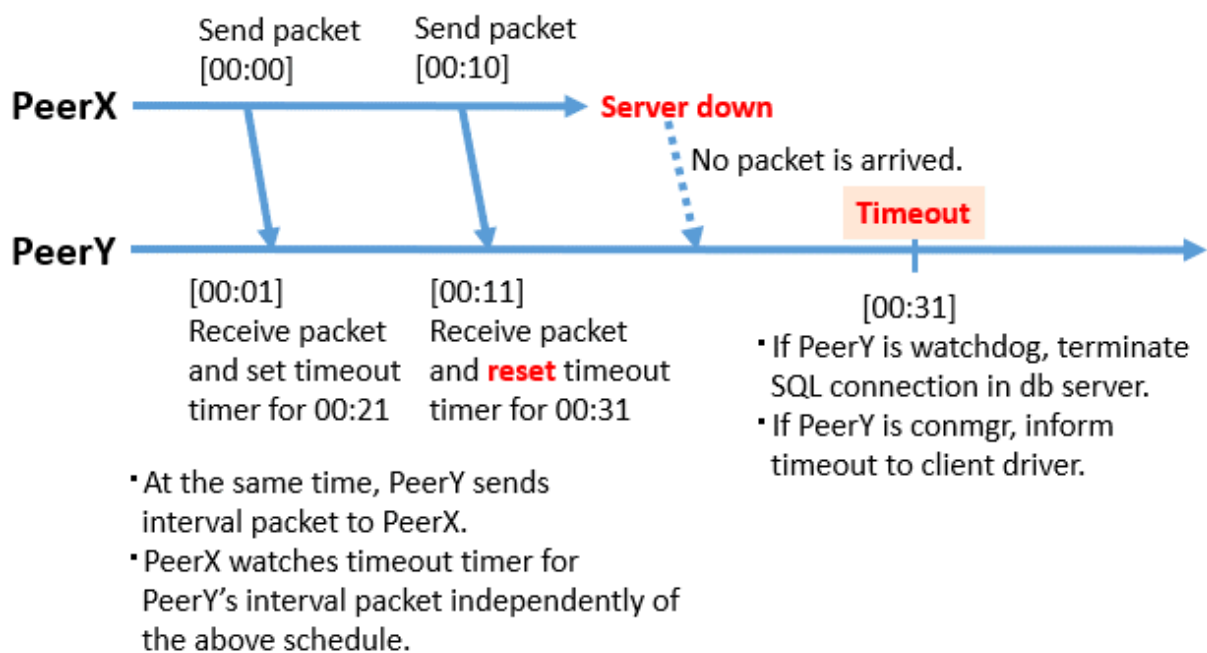 Send packet
[00:00]
Send packet
[00:10]
PeerX
Server down
No packet is arrived.
Timeout
PeerY
[00:01]
Receive packet
and set timeout
timer for 00:21
[00:11]
Receive packet
and reset timeout
timer for 00:31
[00:31]
・If PeerY is watchdog, terminate
SQL connection in db server.
・If PeerY is conmgr, inform
timeout to client driver.
・At the same time, PeerY sends
interval packet to PeerX.
・PeerX watches timeout timer for
PeerY’s interval packet independently of
the above schedule.